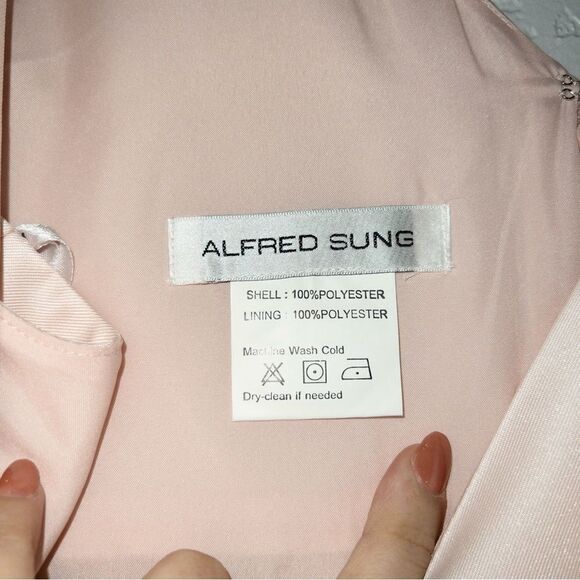 ALFRED SUNG
SHELL : 100%POLYESTER
LINING : 100%POLYESTER
Machine Wash Cold
Dry-clean if needed